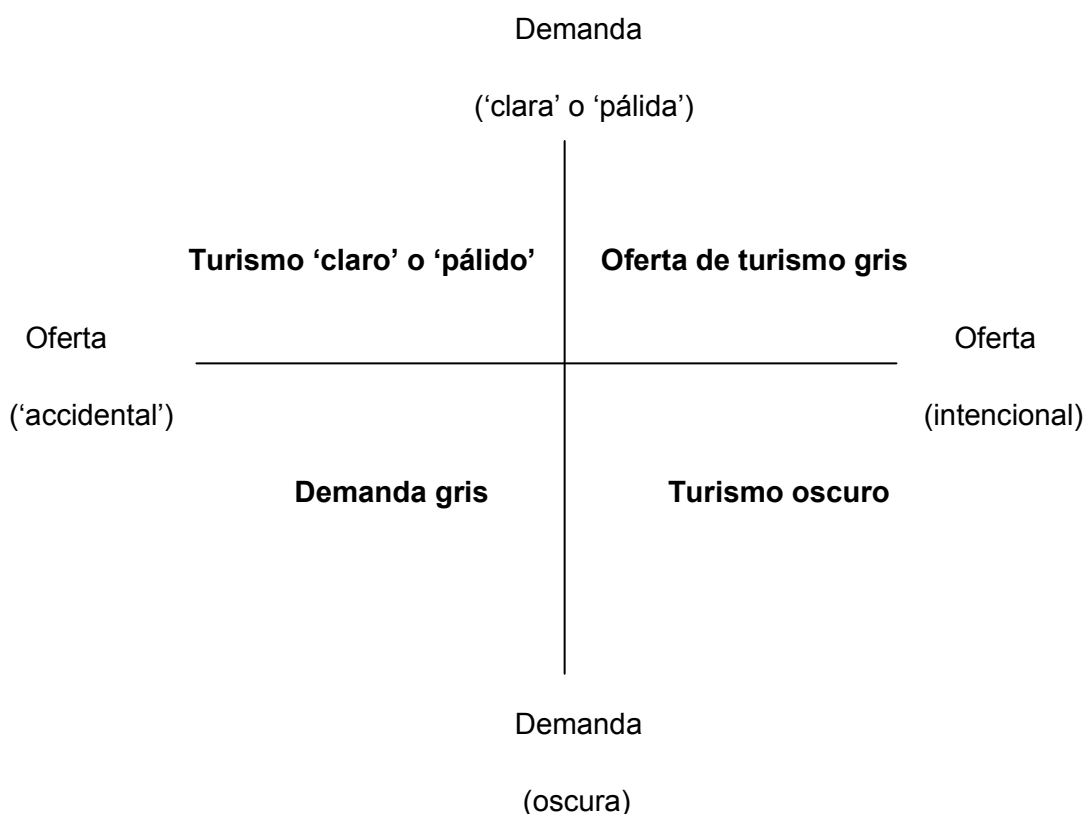 Demanda
(‘clara’ o ‘pálida’)
Turismo ‘claro’ o ‘pálido’
Oferta de turismo gris
Oferta
(‘accidental’)
Oferta
(intencional)
Demanda gris
Turismo oscuro
Demanda
(oscura)